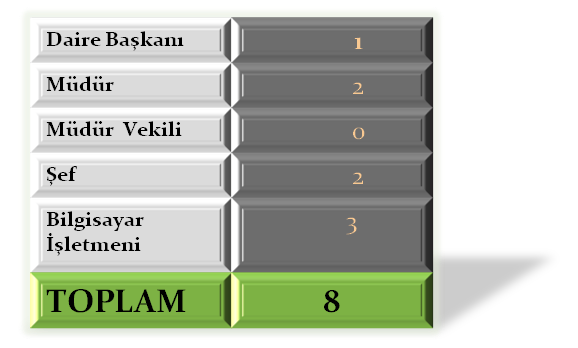 Daire Başkanı 1
Müdür 2
Müdür Vekili 0
Şef 2
Bilgisayar 3
İşletmeni
TOPLAM 8